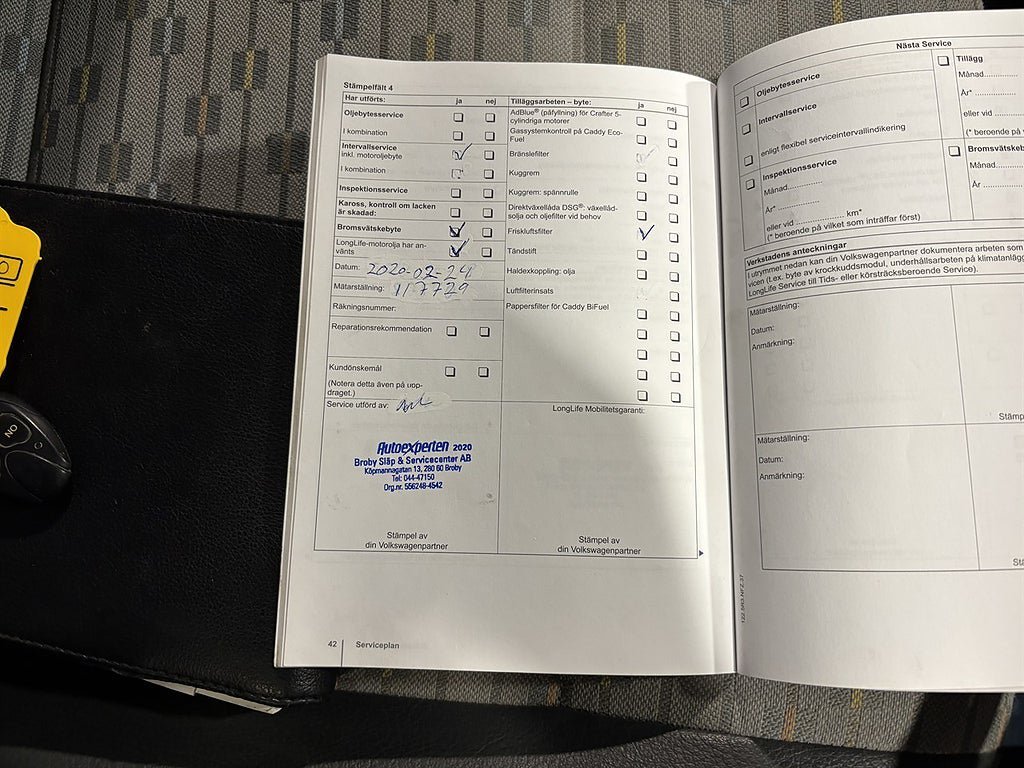 Stämpelfält 4
Har utförts: ja nej
Oljebytesservice
I kombination
Intervallservice
inkl. motoroljebyte
I kombination
Inspektionsservice
Kaross, kontroll om lacken
är skadad:
Bromsvätskebyte
LongLife-motorolja har an-
vänts
Datum: 2020-02-24
Mätarställning: 117729
Räkningsnummer:
Reparationsrekommendation
Kundönskemål
(Notera detta även på upp-
draget.)
Service utförd av:
Autoexperten 2020
Broby Släp & Servicecenter AB
Köpmannagatan 13, 280 60 Broby
Tel: 044-47150
Org.nr. 556248-4542
Stämpel av
din Volkswagenpartner
Tilläggsarbeten – byte: ja nej
AdBlue® (påfyllning) för Crafter 5-
cylindriga motorer
Gassystemkontroll på Caddy Eco-
Fuel
Bränslefilter
Kuggrem
Kuggrem: spännrulle
Direktväxellåda DSG®: växellåd-
solja och oljefilter vid behov
Friskluftsfilter
Tändstift
Haldexkoppling: olja
Luftfilterinsats
Pappersfilter för Caddy BiFuel
LongLife Mobilitetsgaranti:
Stämpel av
din Volkswagenpartner
42 Serviceplan
Nästa Service
Oljebytesservice
Intervallservice
enligt flexibel serviceintervallindikering
Inspektionsservice
Månad..............
År* ..............
eller vid .................. km*
(* beroende på vilket som inträffar först)
Tillägg
Månad............
År* ..............
eller vid
(* beroende på
Bromsvätskeb
Månad.......
År ..............
Verkstadens anteckningar
I utrymmet nedan kan din Volkswagenpartner dokumentera arbeten som
vicen (t.ex. byte av krockkuddsmodul, underhållsarbeten på klimatanläg
LongLife Service till Tids- eller körsträcksberoende Service).
Mätarställning:
Datum:
Anmärkning:
Stämp
Mätarställning:
Datum:
Anmärkning:
Stä
122.5R3.NFZ.37
NO